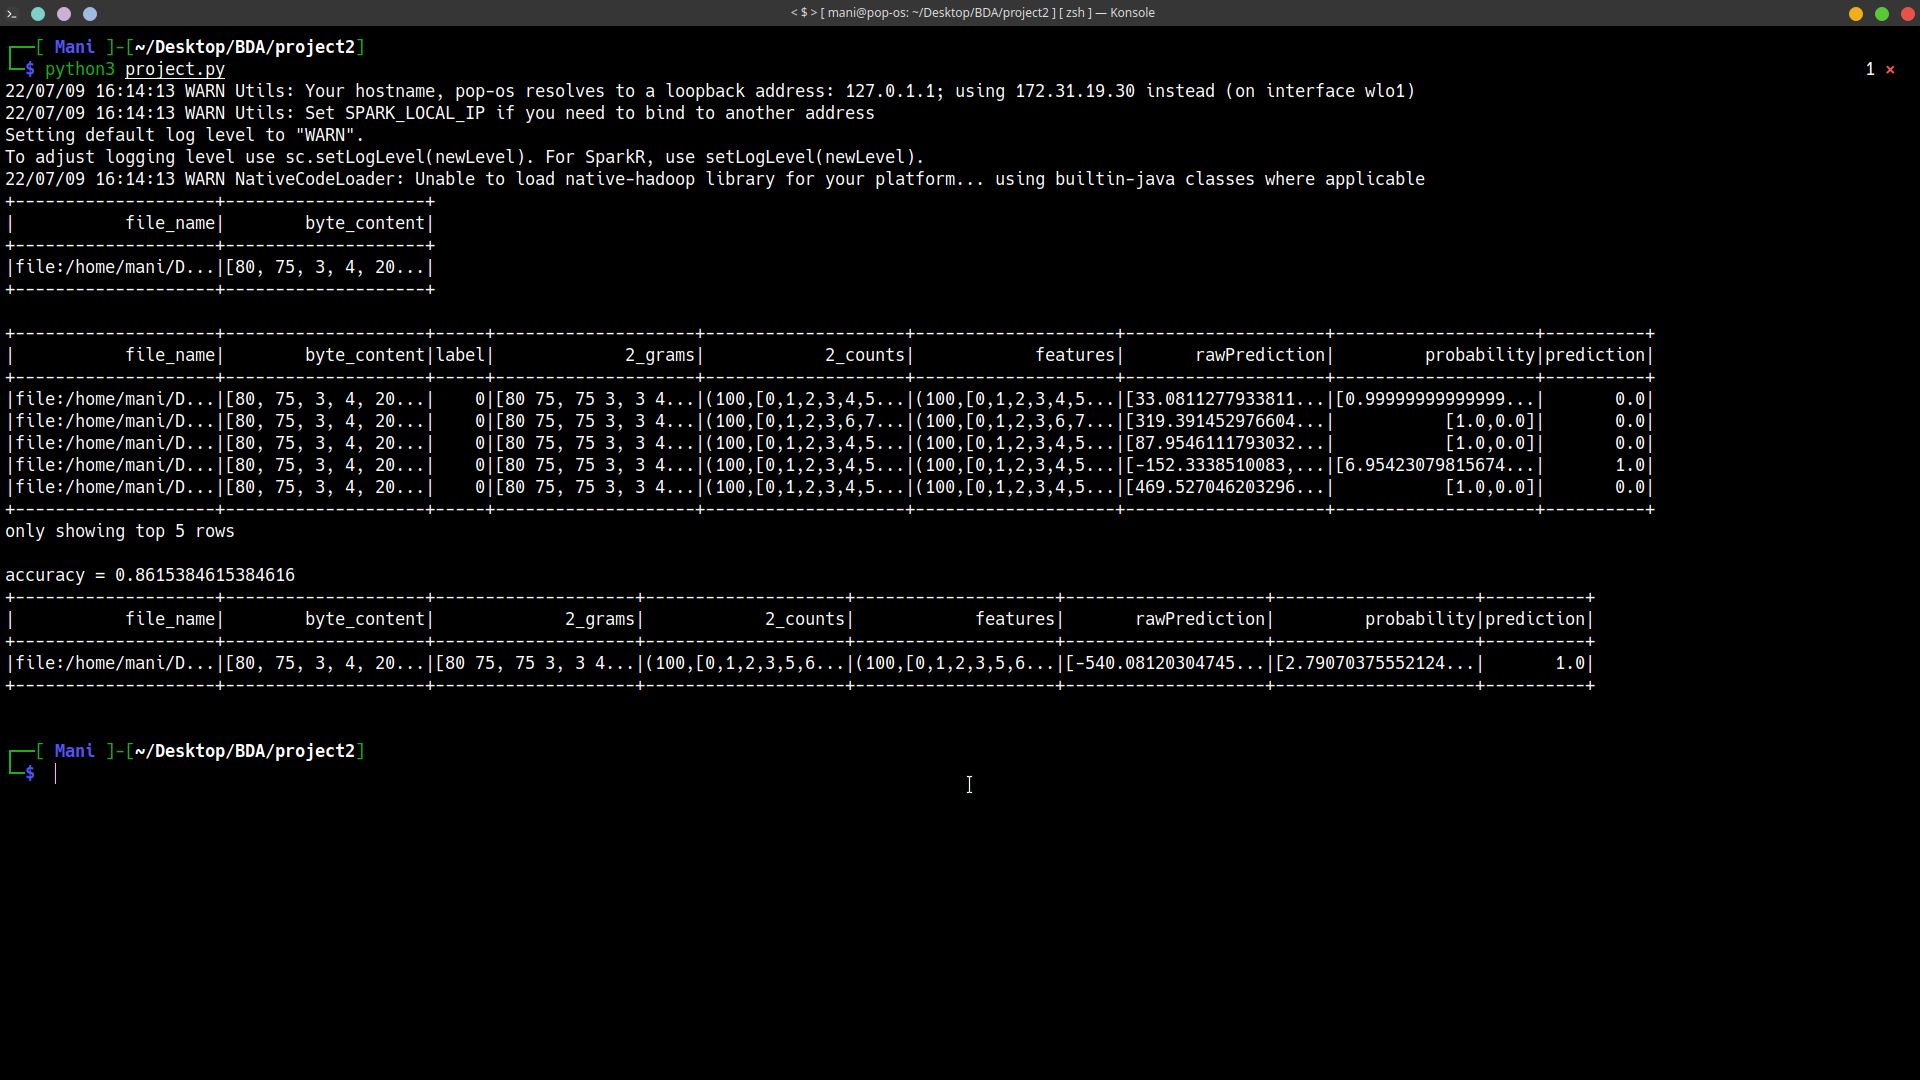 < $ > [ mani@pop-os: ~/Desktop/BDA/project2 ] [ zsh ] — Konsole
┌──[ Mani ]-[~/Desktop/BDA/project2]
└─$ python3 project.py 1 ×
22/07/09 16:14:13 WARN Utils: Your hostname, pop-os resolves to a loopback address: 127.0.1.1; using 172.31.19.30 instead (on interface wlo1)
22/07/09 16:14:13 WARN Utils: Set SPARK_LOCAL_IP if you need to bind to another address
Setting default log level to "WARN".
To adjust logging level use sc.setLogLevel(newLevel). For SparkR, use setLogLevel(newLevel).
22/07/09 16:14:13 WARN NativeCodeLoader: Unable to load native-hadoop library for your platform... using builtin-java classes where applicable
+--------------------+--------------------+
|           file_name|        byte_content|
+--------------------+--------------------+
|file:/home/mani/D...|[80, 75, 3, 4, 20...|
+--------------------+--------------------+
+--------------------+--------------------+-----+--------------------+--------------------+--------------------+--------------------+--------------------+----------+
|           file_name|        byte_content|label|             2_grams|            2_counts|            features|       rawPrediction|         probability|prediction|
+--------------------+--------------------+-----+--------------------+--------------------+--------------------+--------------------+--------------------+----------+
|file:/home/mani/D...|[80, 75, 3, 4, 20...|    0|[80 75, 75 3, 3 4...|(100,[0,1,2,3,4,5...|(100,[0,1,2,3,4,5...|[33.0811277933811...|[0.99999999999999...|       0.0|
|file:/home/mani/D...|[80, 75, 3, 4, 20...|    0|[80 75, 75 3, 3 4...|(100,[0,1,2,3,6,7...|(100,[0,1,2,3,6,7...|[319.391452976604...|           [1.0,0.0]|       0.0|
|file:/home/mani/D...|[80, 75, 3, 4, 20...|    0|[80 75, 75 3, 3 4...|(100,[0,1,2,3,4,5...|(100,[0,1,2,3,4,5...|[87.9546111793032...|           [1.0,0.0]|       0.0|
|file:/home/mani/D...|[80, 75, 3, 4, 20...|    0|[80 75, 75 3, 3 4...|(100,[0,1,2,3,4,5...|(100,[0,1,2,3,4,5...|[-152.3338510083,...|[6.95423079815674...|       1.0|
|file:/home/mani/D...|[80, 75, 3, 4, 20...|    0|[80 75, 75 3, 3 4...|(100,[0,1,2,3,4,5...|(100,[0,1,2,3,4,5...|[469.527046203296...|           [1.0,0.0]|       0.0|
+--------------------+--------------------+-----+--------------------+--------------------+--------------------+--------------------+--------------------+----------+
only showing top 5 rows
accuracy = 0.8615384615384616
+--------------------+--------------------+--------------------+--------------------+--------------------+--------------------+--------------------+----------+
|           file_name|        byte_content|             2_grams|            2_counts|            features|       rawPrediction|         probability|prediction|
+--------------------+--------------------+--------------------+--------------------+--------------------+--------------------+--------------------+----------+
|file:/home/mani/D...|[80, 75, 3, 4, 20...|[80 75, 75 3, 3 4...|(100,[0,1,2,3,5,6...|(100,[0,1,2,3,5,6...|[-540.08120304745...|[2.79070375552124...|       1.0|
+--------------------+--------------------+--------------------+--------------------+--------------------+--------------------+--------------------+----------+
┌──[ Mani ]-[~/Desktop/BDA/project2]
└─$